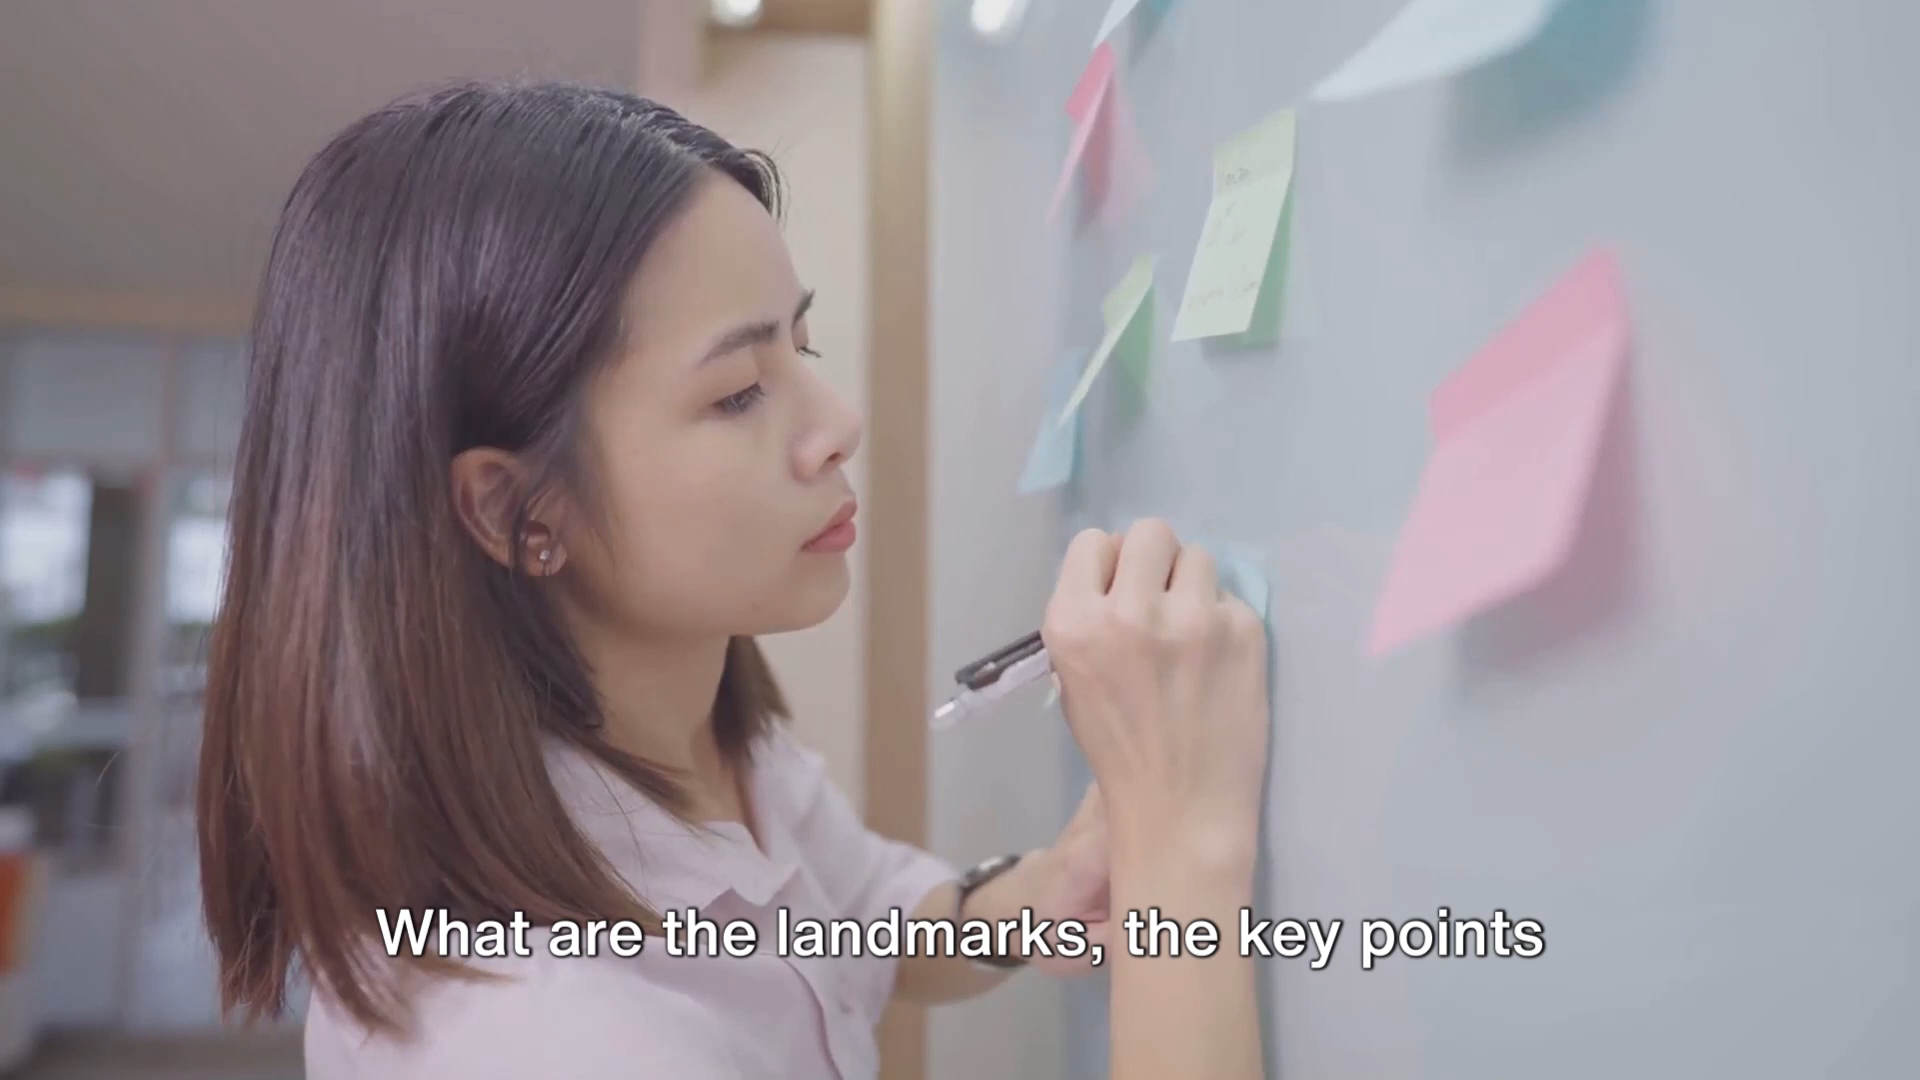 What are the landmarks, the key points